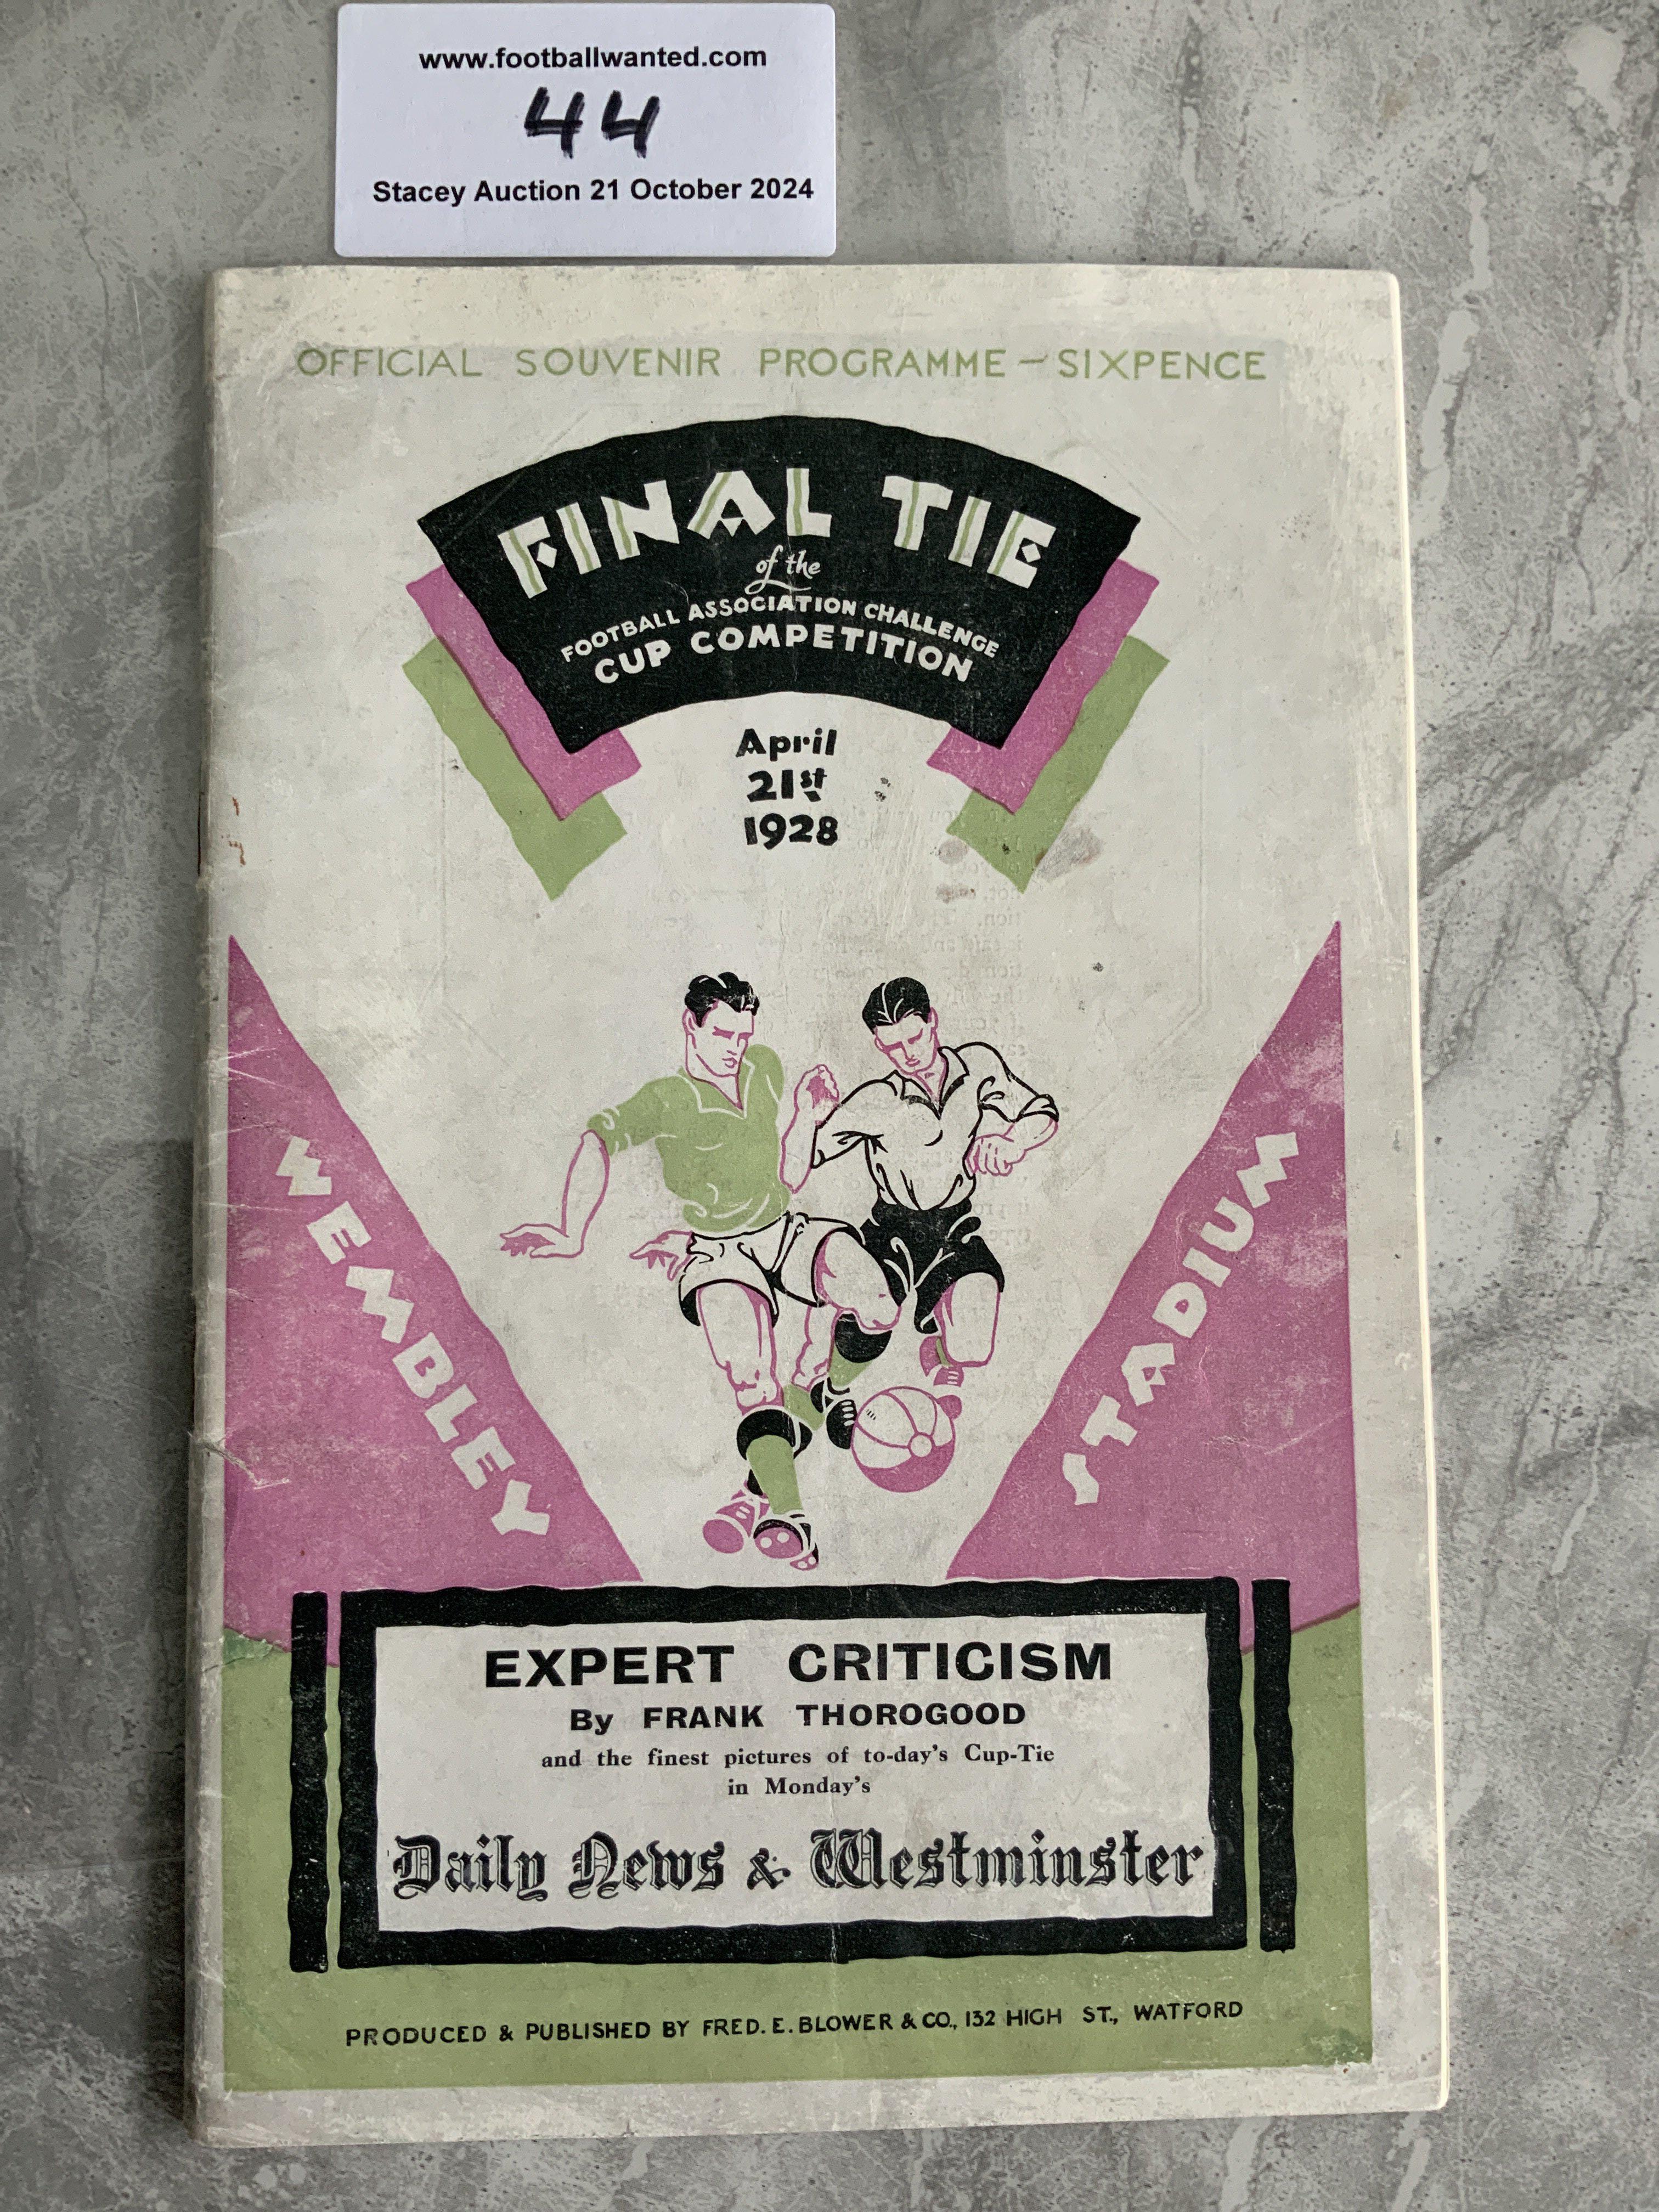 www.footballwanted.com
44
Stacey Auction 21 October 2024
OFFICIAL SOUVENIR PROGRAMME – SIXPENCE
FINAL TIE
of the
FOOTBALL ASSOCIATION CHALLENGE
CUP COMPETITION
April
21st
1928
WEMBLEY
STADIUM
EXPERT CRITICISM
By FRANK THOROGOOD
and the finest pictures of to-day's Cup-Tie
in Monday's
Daily News & Westminster
PRODUCED & PUBLISHED BY FRED. E. BLOWER & CO., 132 HIGH ST., WATFORD